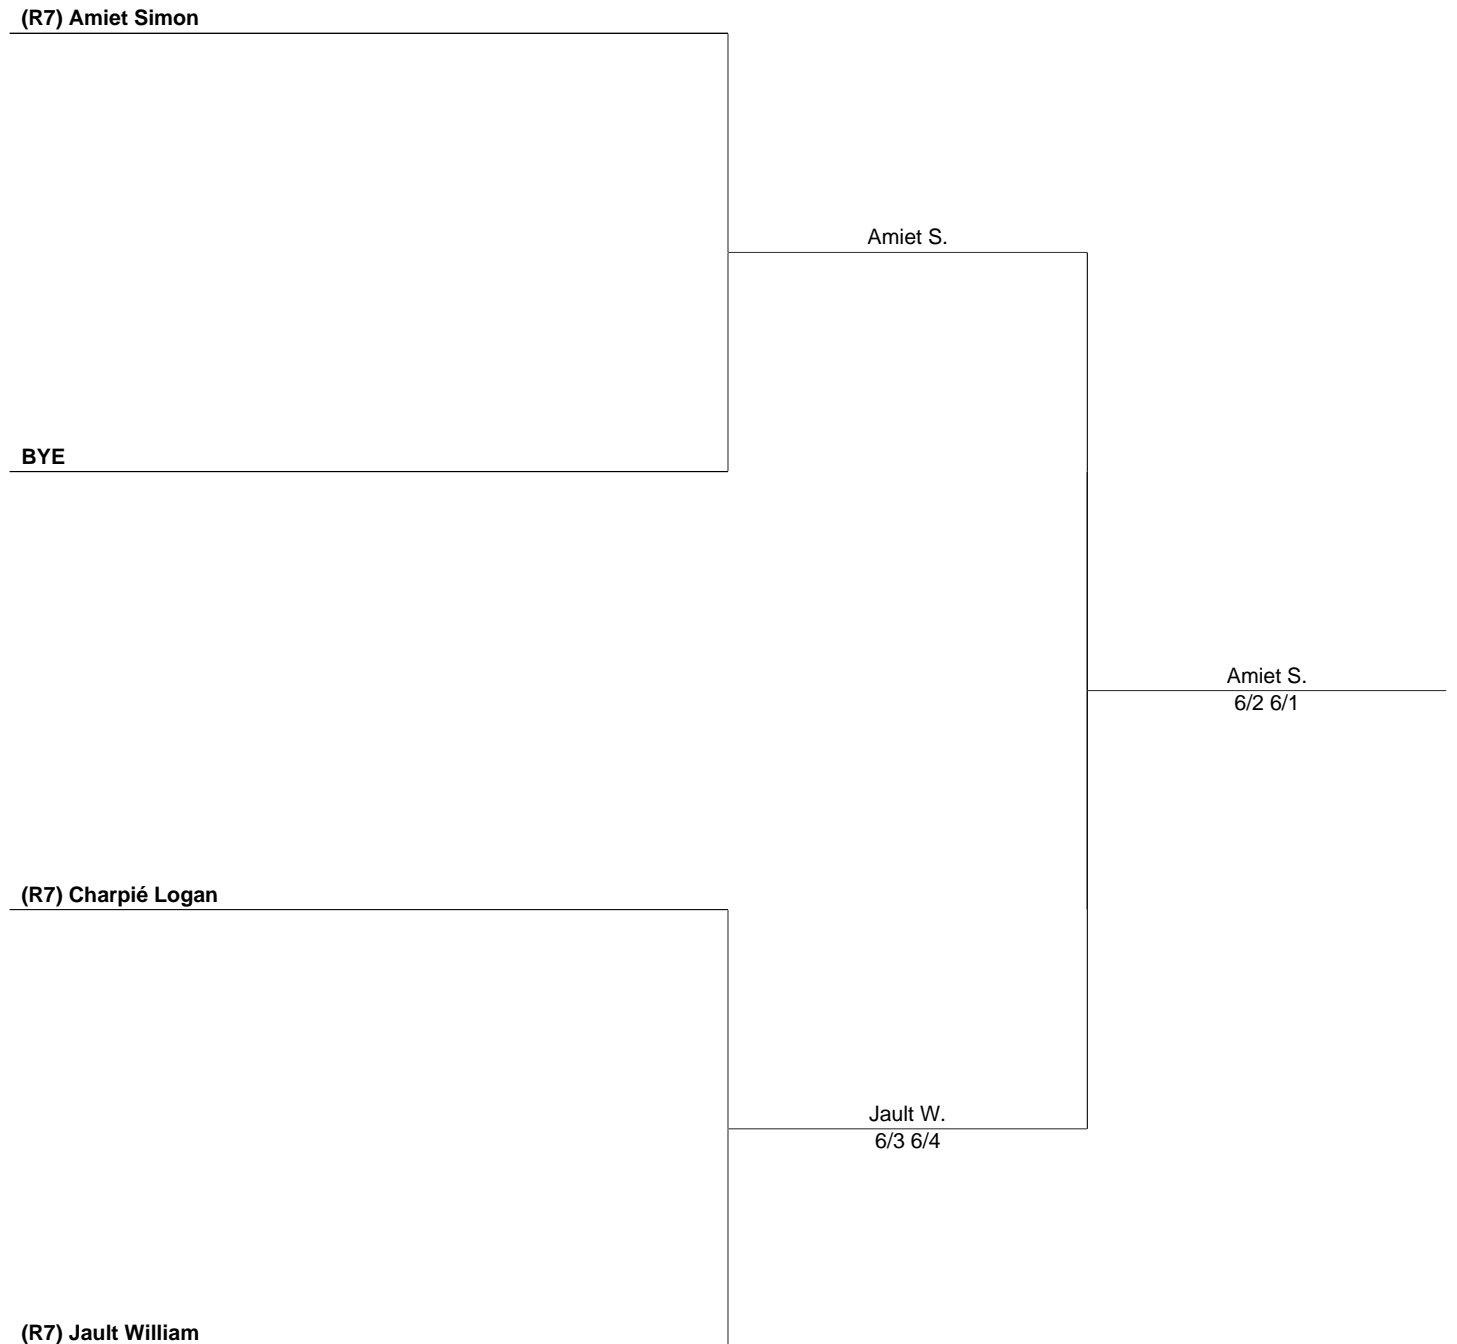 (R7) Amiet Simon
Amiet S.
BYE
Amiet S.
6/2 6/1
(R7) Charpié Logan
Jault W.
6/3 6/4
(R7) Jault William